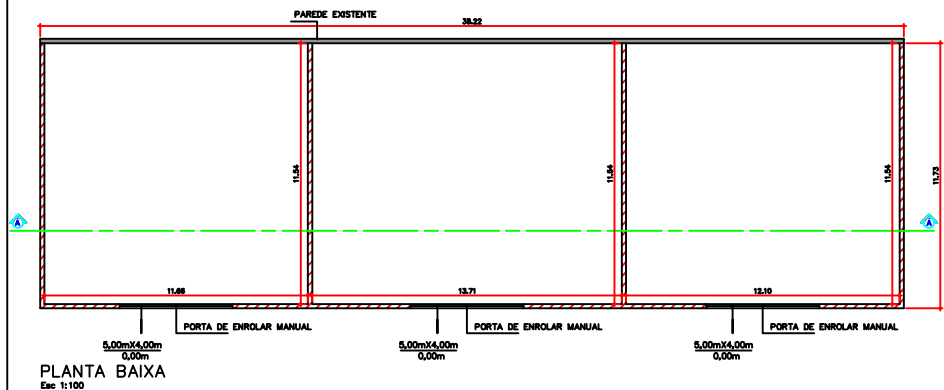 PAREDE EXISTENTE
38.22
11.54
11.54
11.54
11.73
A
A
11.66
13.71
12.10
PORTA DE ENROLAR MANUAL
PORTA DE ENROLAR MANUAL
PORTA DE ENROLAR MANUAL
5,00mX4,00m
0,00m
5,00mX4,00m
0,00m
5,00mX4,00m
0,00m
PLANTA BAIXA
Esc 1:100